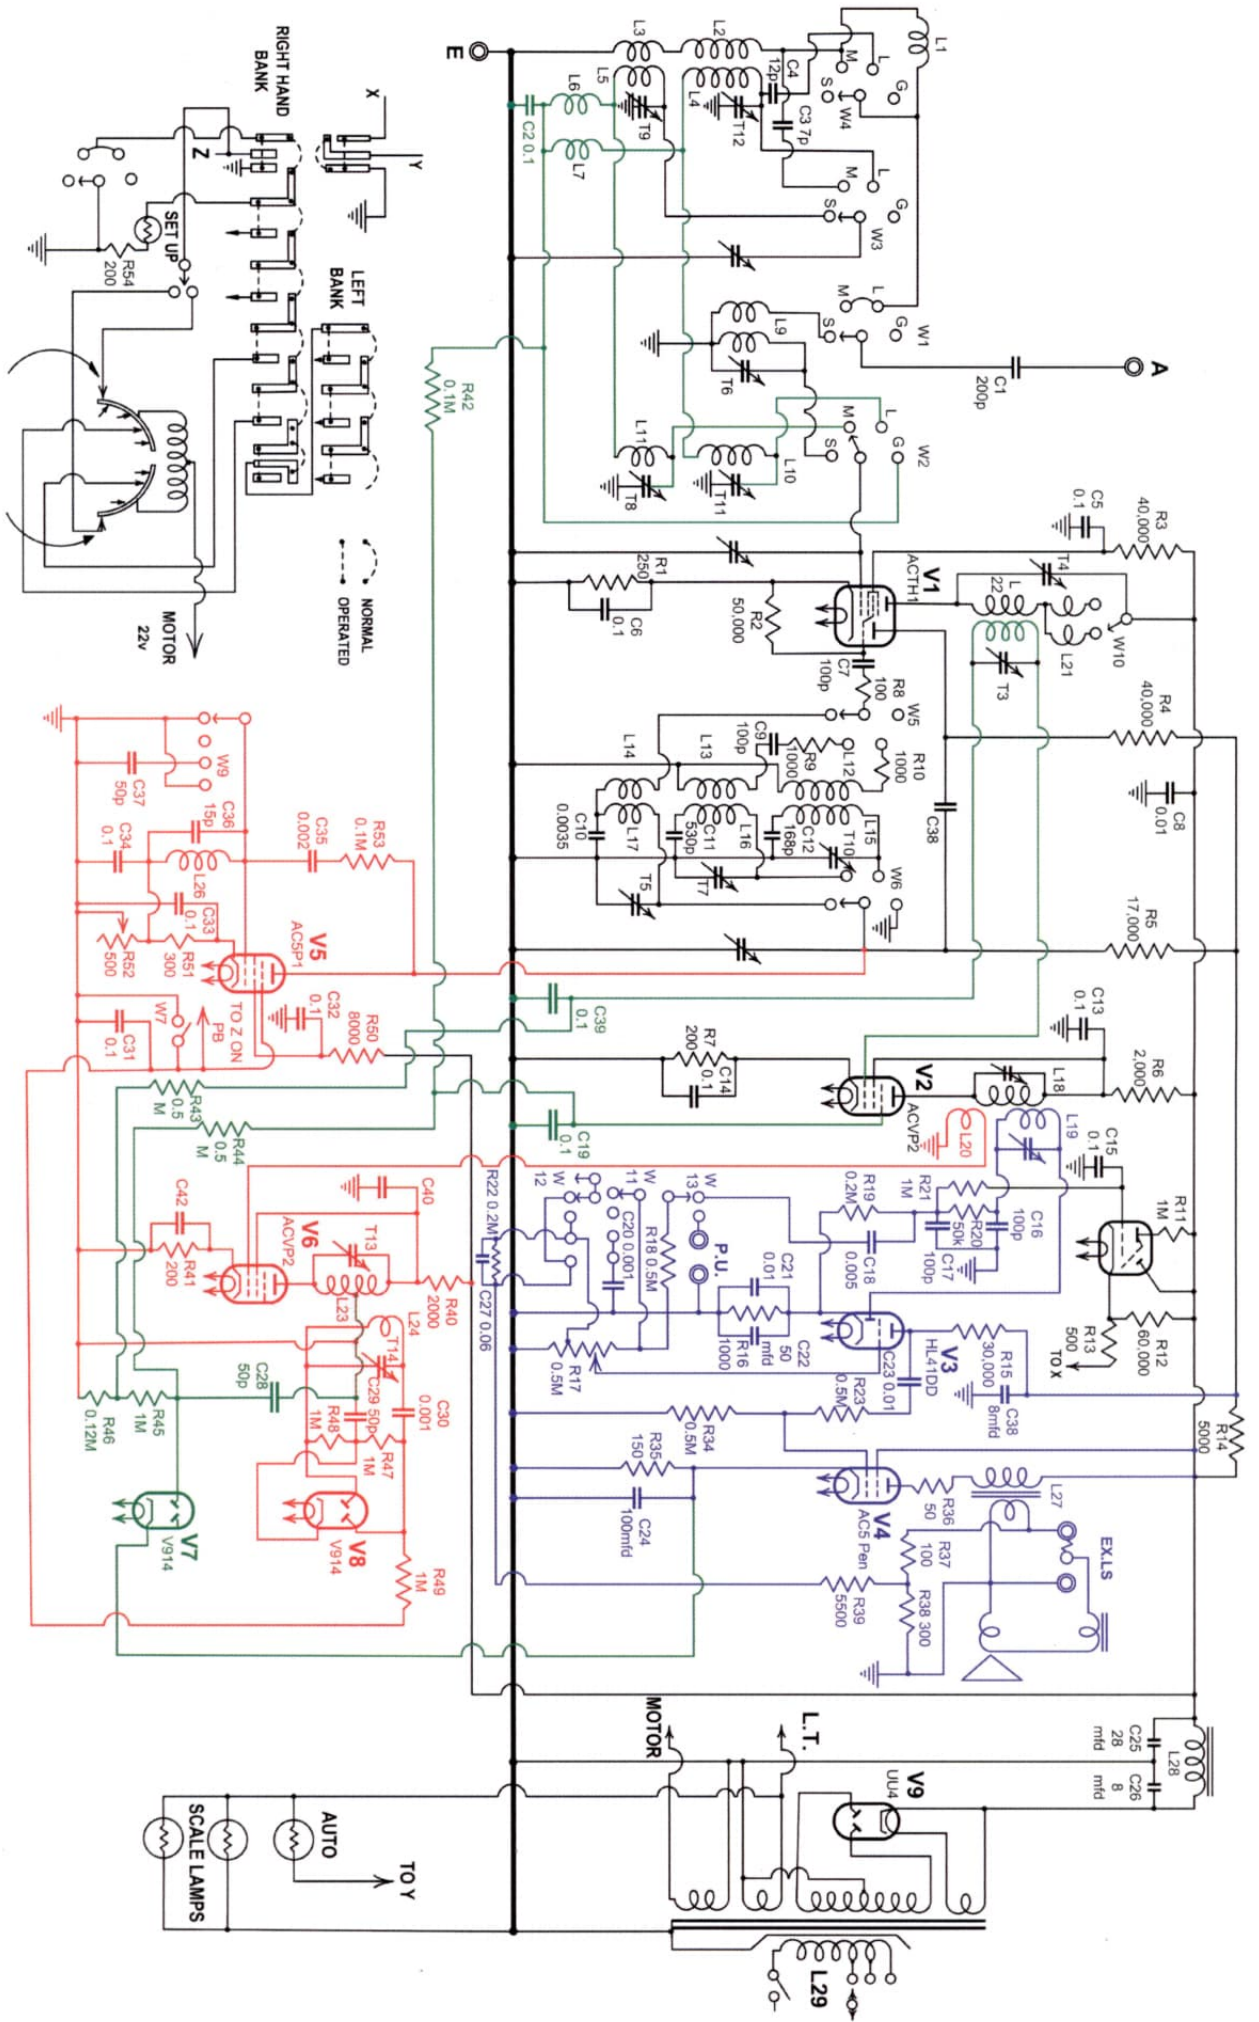 A
C1
200p
L1
M
L
G
S
W4
C4
12p
C3 7p
L2
L3
L4
L5
T12
T9
L6
L7
C2 0.1
E
M
L
G
S
W3
M
L
G
S
W1
L9
T6
L
M
G
S
W2
L10
L11
T11
T8
R42
0.1M
R3
40,000
C5
0.1
T4
L
22
W10
L21
T3
V1
ACTH1
R1
250
C6
0.1
R2
50,000
C7
100p
R8
100
W5
R4
40,000
C8
0.01
R10
1000
R9
1000
C9
100p
L12
L13
L14
L15
L16
L17
C10
0.0035
C11
530p
C12
168p
T10
T7
T5
W6
C38
R5
17,000
C39
0.1
C13
0.1
R6
2,000
L18
V2
ACVP2
R7
200
C14
0.1
C19
0.1
L19
L20
C15
0.1
R11
1M
R12
60,000
R13
500
TO X
R14
5000
R21
1M
R20
50k
C16
100p
C17
100p
R19
0.2M
C18
0.005
W
13
P.U.
W
11
W
12
C20 0.001
R18 0.5M
C21
0.01
R16
1000
C22
50
mfd
R22 0.2M
C27 0.06
R17
0.5M
V3
HL41DD
R15
30,000
C38
8mfd
C23 0.01
R23
0.5M
R34
0.5M
R35
150
C24
100mfd
V4
AC5 Pen
R36
50
L27
EX.LS
R37
100
R38 300
R39
5500
L28
C25
28
mfd
C26
8
mfd
V9
UU4
L.T.
MOTOR
L29
AUTO
TO Y
SCALE LAMPS
X
Y
Z
RIGHT HAND
BANK
LEFT
BANK
SET UP
R54
200
NORMAL
OPERATED
MOTOR
22v
W9
C37
50p
C36
15p
C34
0.1
L26
C35
0.002
R53
0.1M
C33
0.1
R51
300
R52
500
V5
AC5P1
C32
0.1
R50
8000
TO Z ON
PB
W7
C31
0.1
R43
0.5
M
R44
0.5
M
C42
R41
200
C40
V6
ACVP2
T13
R40
2000
L23
L24
T14
C28
50p
C29 50p
C30
0.001
R45
1M
R46
0.12M
R47
1M
R48
1M
V7
V914
V8
V914
R49
1M